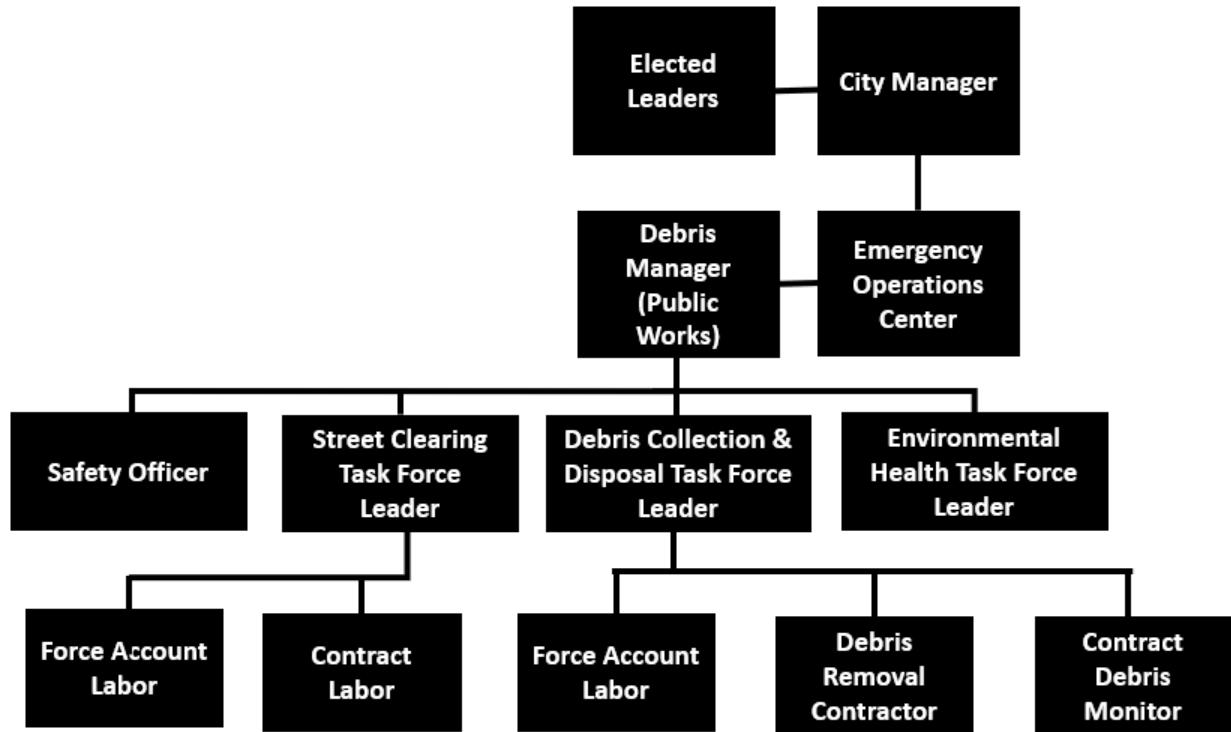 Elected
Leaders
City Manager
Debris
Manager
(Public
Works)
Emergency
Operations
Center
Safety Officer
Street Clearing
Task Force
Leader
Debris Collection &
Disposal Task Force
Leader
Environmental
Health Task Force
Leader
Force Account
Labor
Contract
Labor
Force Account
Labor
Debris
Removal
Contractor
Contract
Debris
Monitor